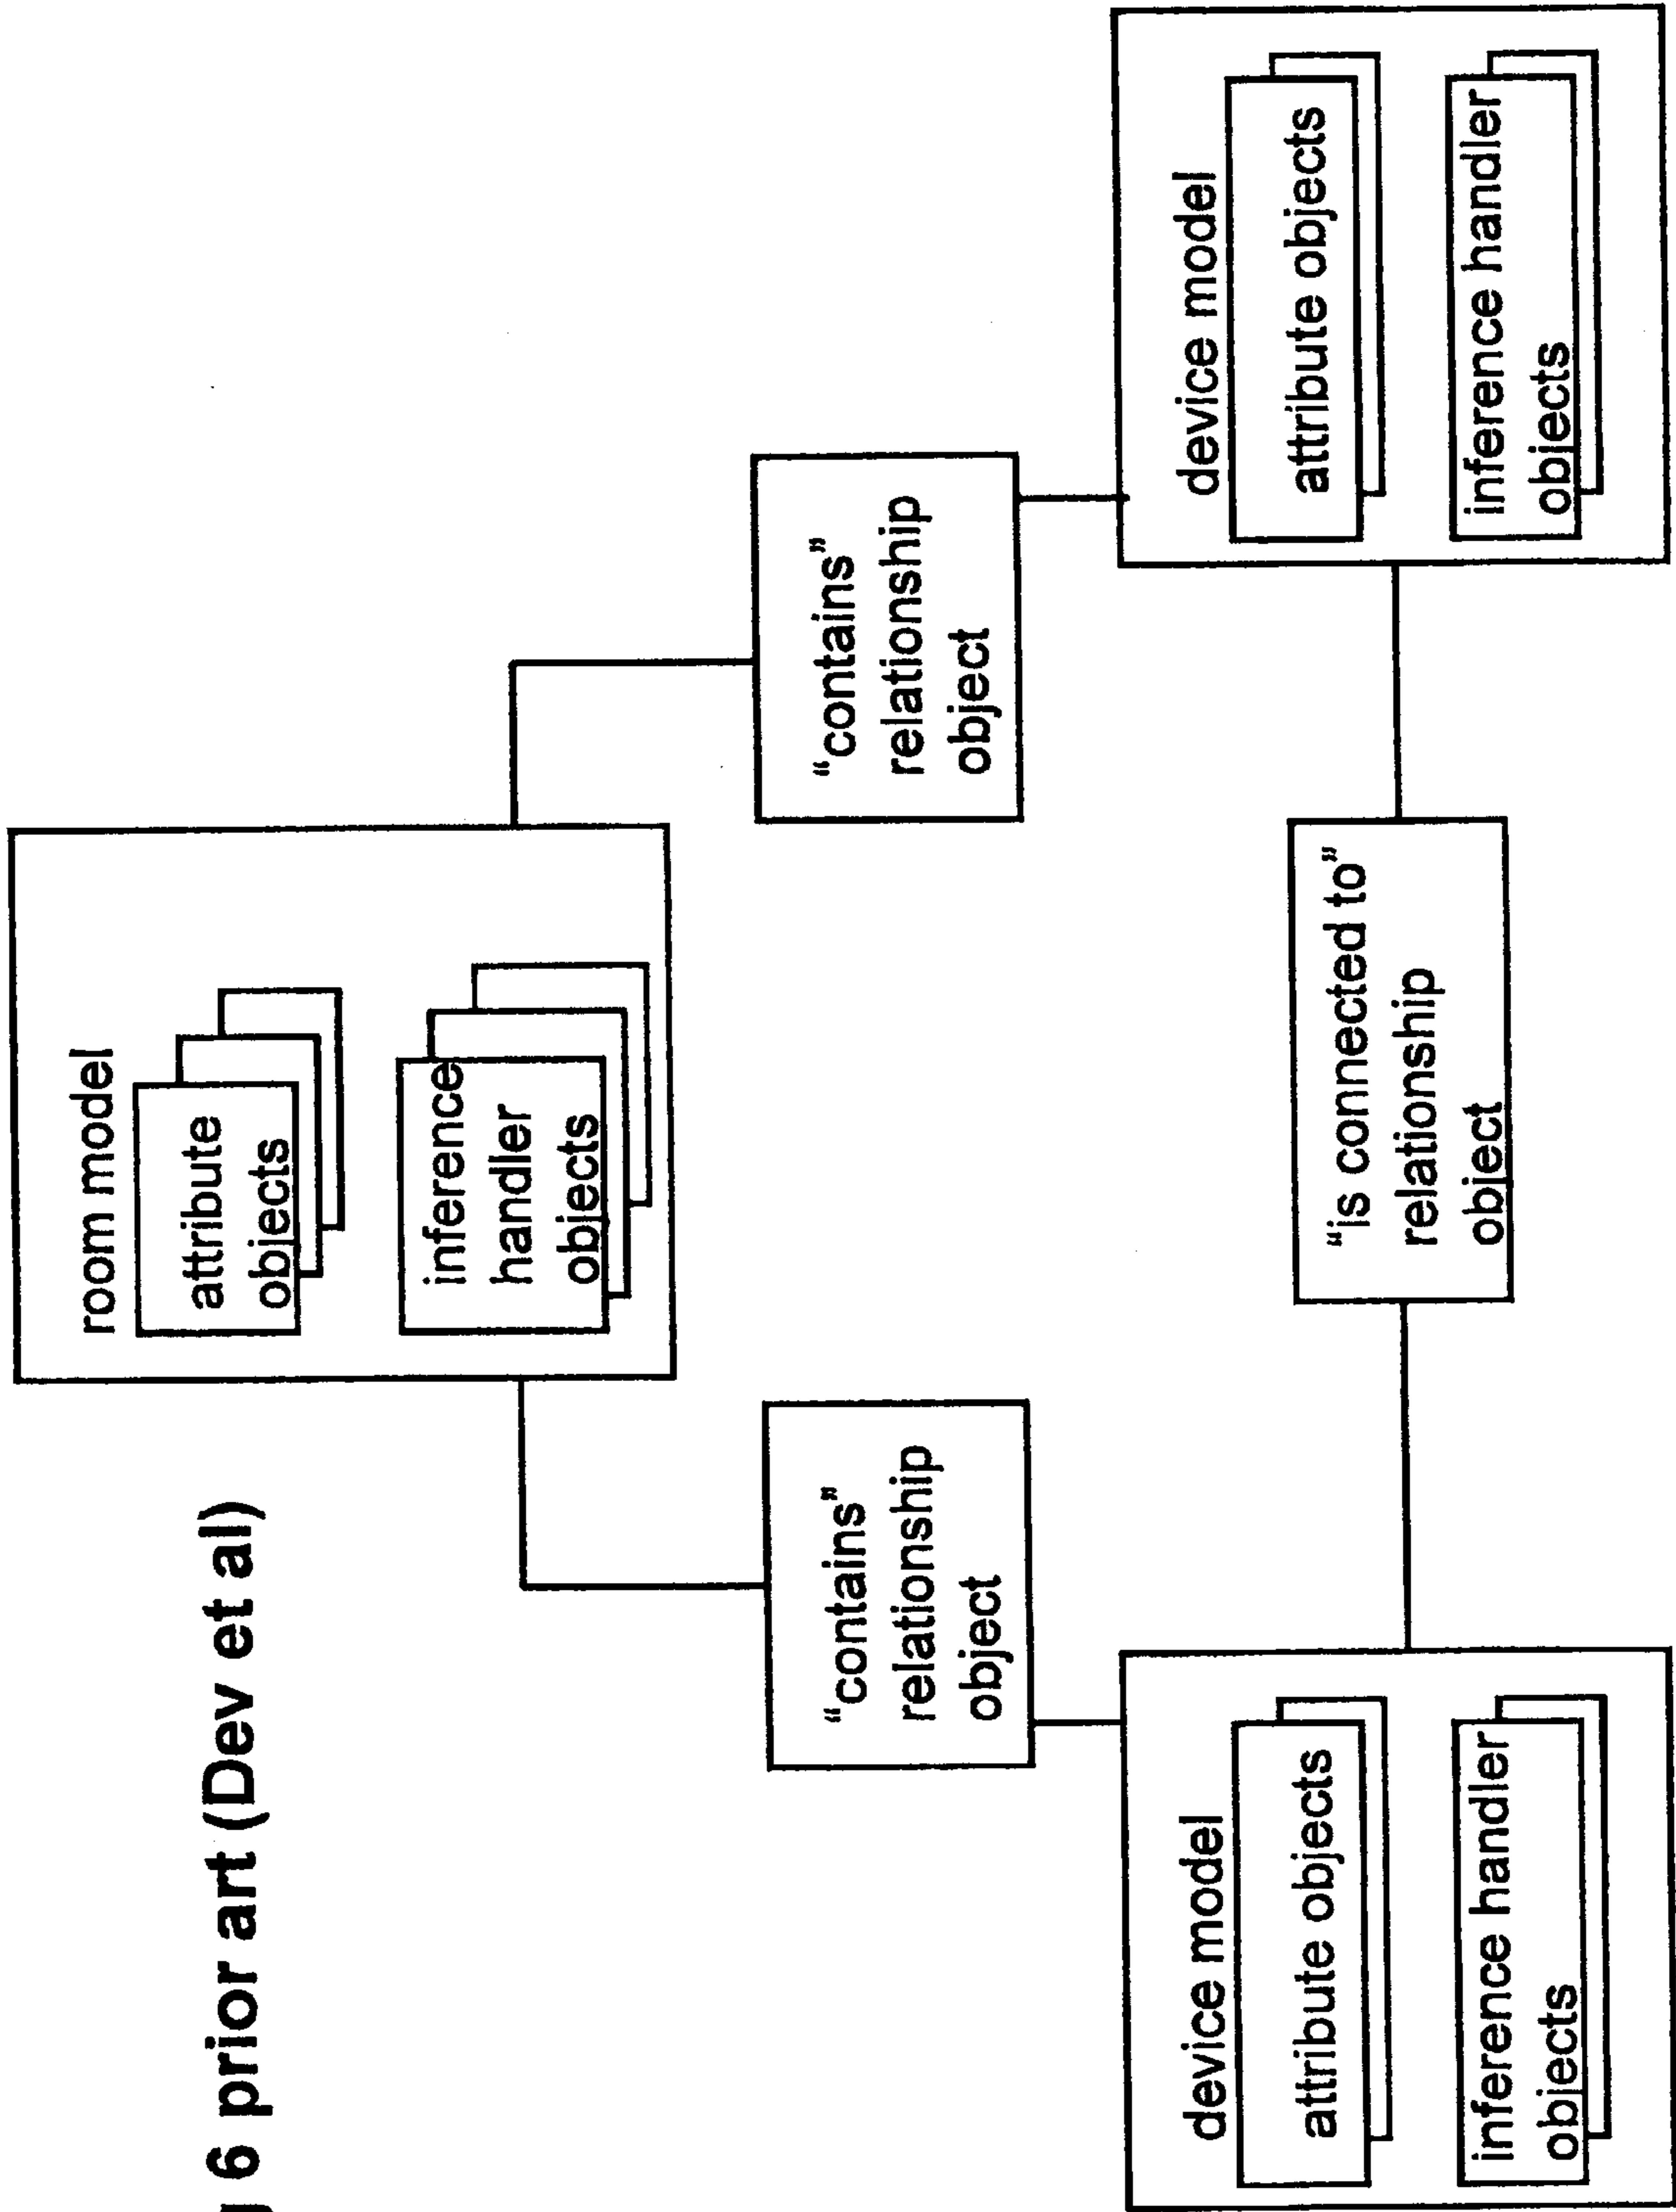 6 prior art (Dev et al)
room model
attribute
objects
inference
handler
objects
“contains”
relationship
object
“contains”
relationship
object
device model
attribute objects
inference handler
objects
“is connected to”
relationship
object
device model
attribute objects
inference handler
objects